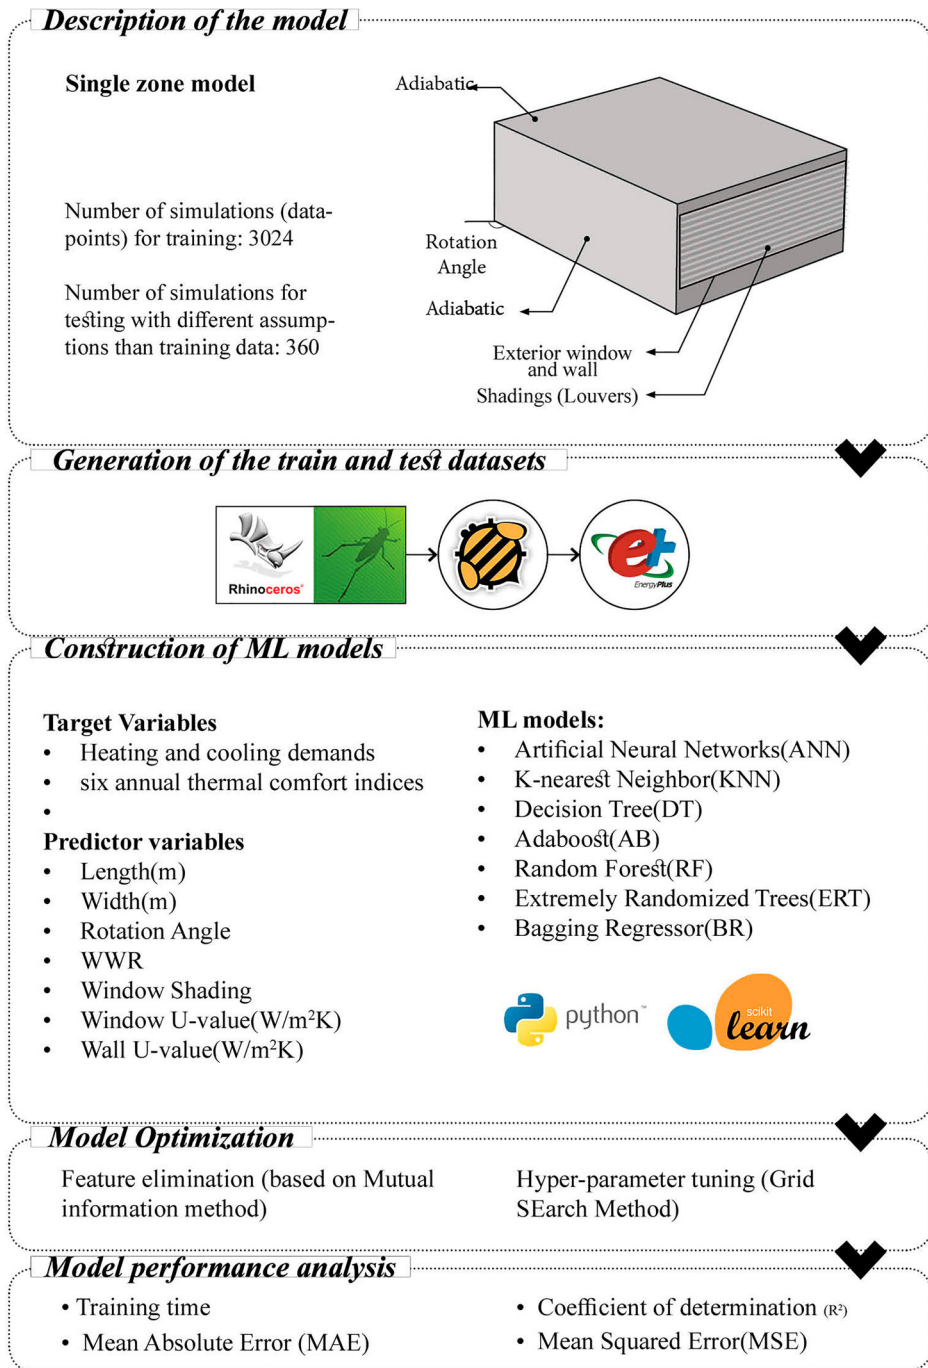 Description of the model
Single zone model
Number of simulations (data-
points) for training: 3024
Number of simulations for
testing with different assump-
tions than training data: 360
Adiabatic
Rotation
Angle
Adiabatic
Exterior window
and wall
Shadings (Louvers)
Generation of the train and test datasets
Rhinoceros®
et
EnergyPlus
Construction of ML models
Target Variables
• Heating and cooling demands
• six annual thermal comfort indices
•
Predictor variables
• Length(m)
• Width(m)
• Rotation Angle
• WWR
• Window Shading
• Window U-value(W/m²K)
• Wall U-value(W/m²K)
ML models:
• Artificial Neural Networks(ANN)
• K-nearest Neighbor(KNN)
• Decision Tree(DT)
• Adaboost(AB)
• Random Forest(RF)
• Extremely Randomized Trees(ERT)
• Bagging Regressor(BR)
python™
scikit
learn
Model Optimization
Feature elimination (based on Mutual
information method)
Hyper-parameter tuning (Grid
SEarch Method)
Model performance analysis
• Training time
• Mean Absolute Error (MAE)
• Coefficient of determination (R²)
• Mean Squared Error(MSE)